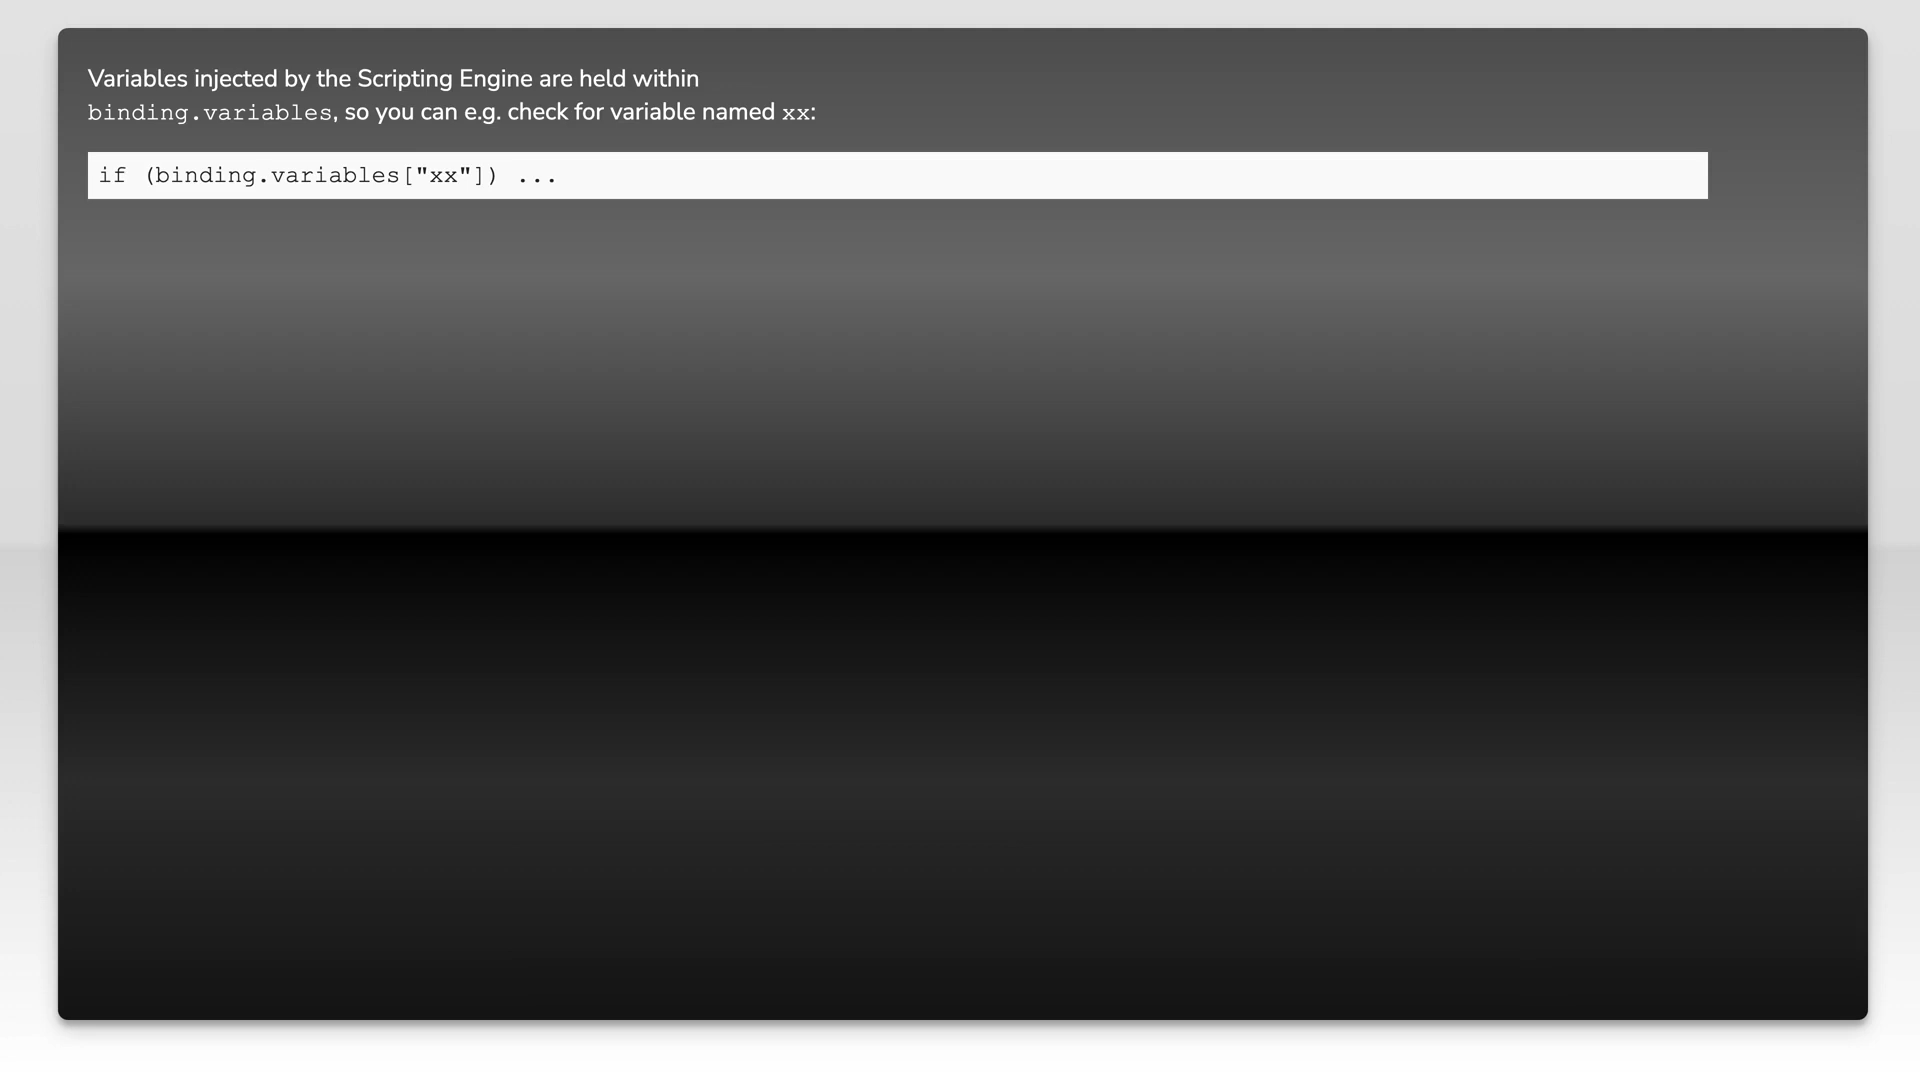 Variables injected by the Scripting Engine are held within
binding.variables, so you can e.g. check for variable named xx:
if (binding.variables["xx"]) ...